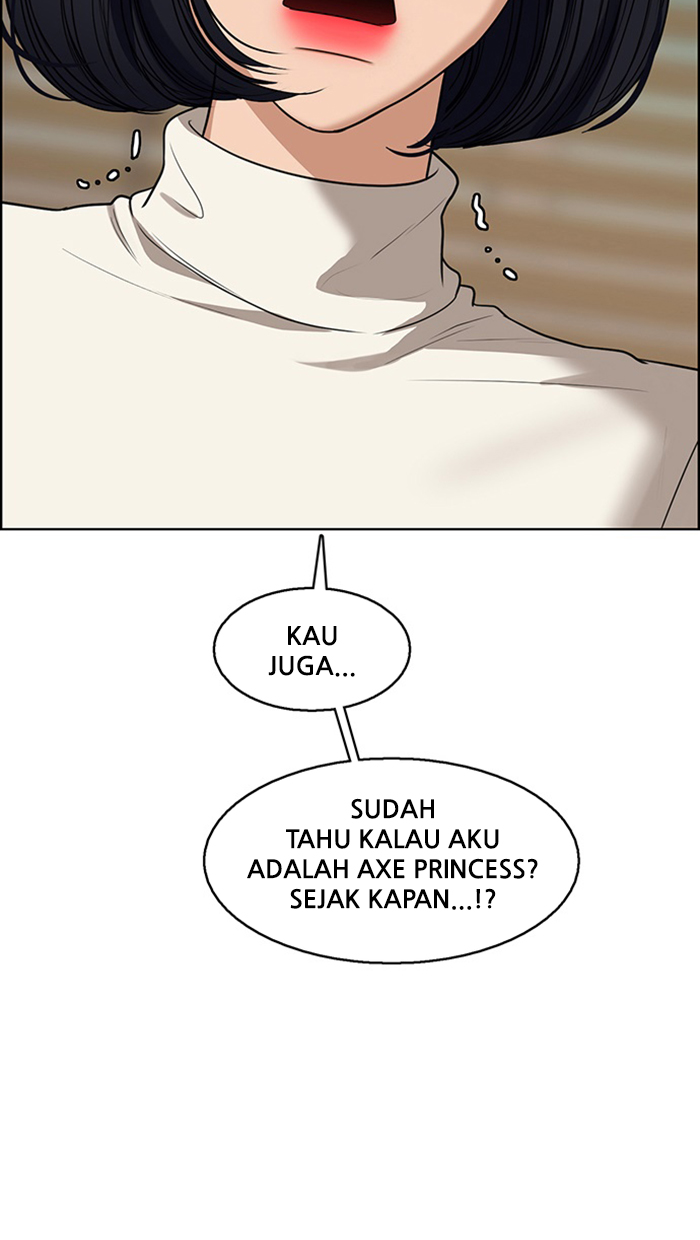 KAU
JUGA...
SUDAH
TAHU KALAU AKU
ADALAH AXE PRINCESS?
SEJAK KAPAN...!?